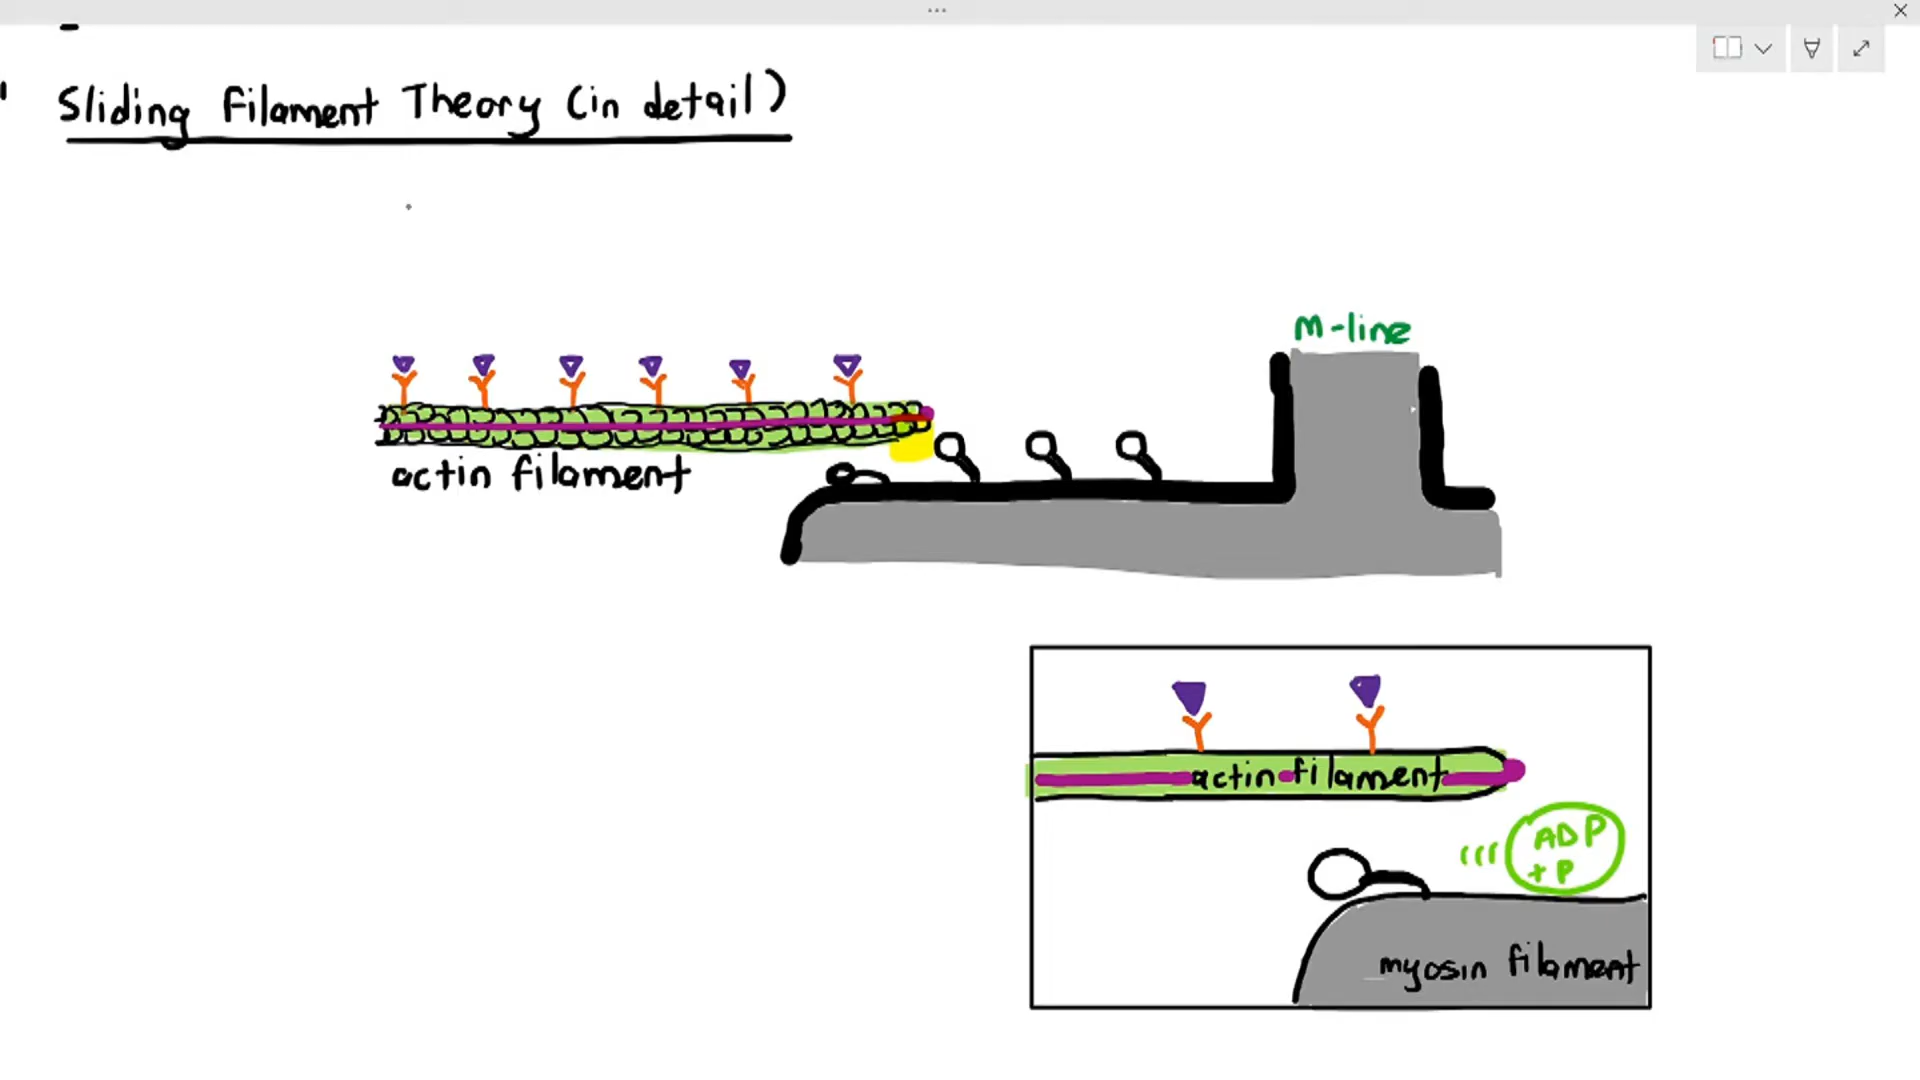 Sliding Filament Theory (in detail)
M-line
actin filament
actin filament
ADP
+ P
myosin filament